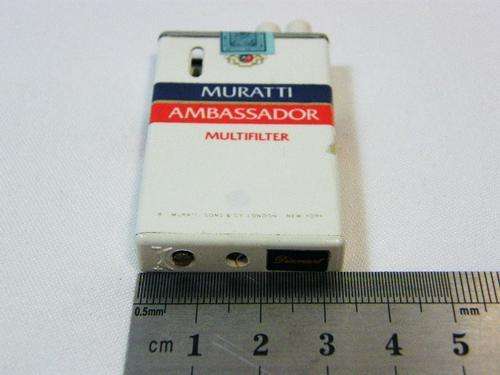 MURATTI
AMBASSADOR
MULTIFILTER
MURATTI SONS & CO LONDON NEW YORK
0.5mm
mm
cm 1 2 3 4 5